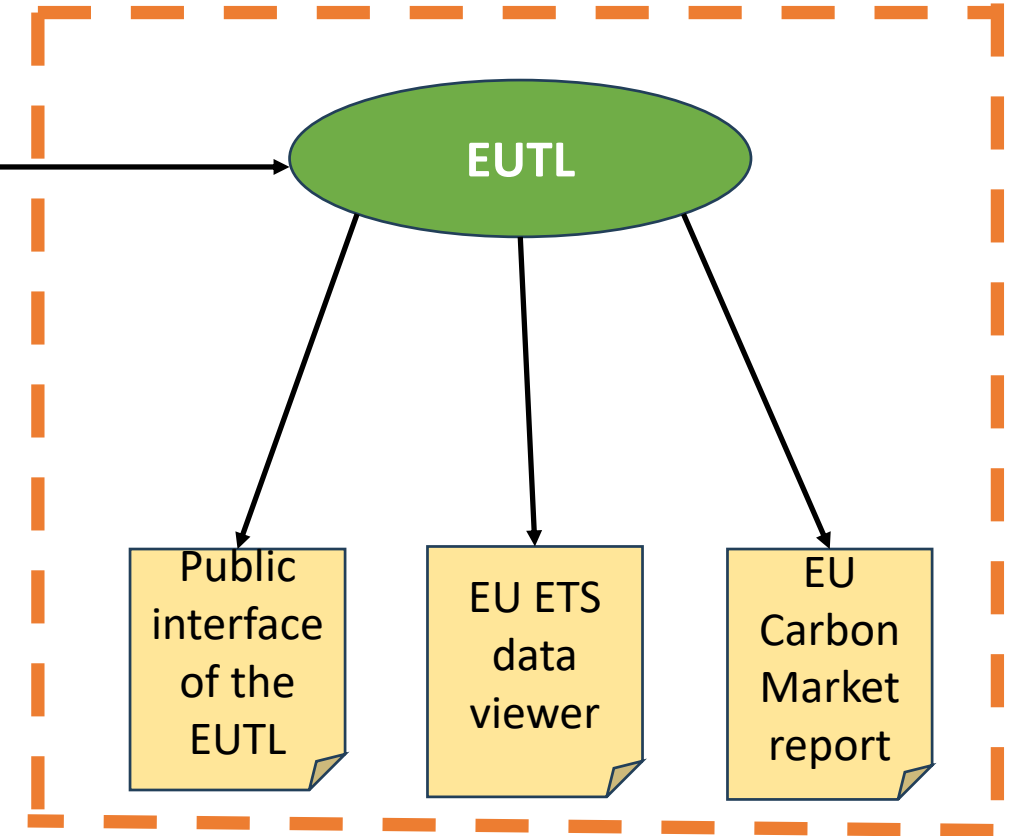 EUTL
Public
interface
of the
EUTL
EU ETS
data
viewer
EU
Carbon
Market
report